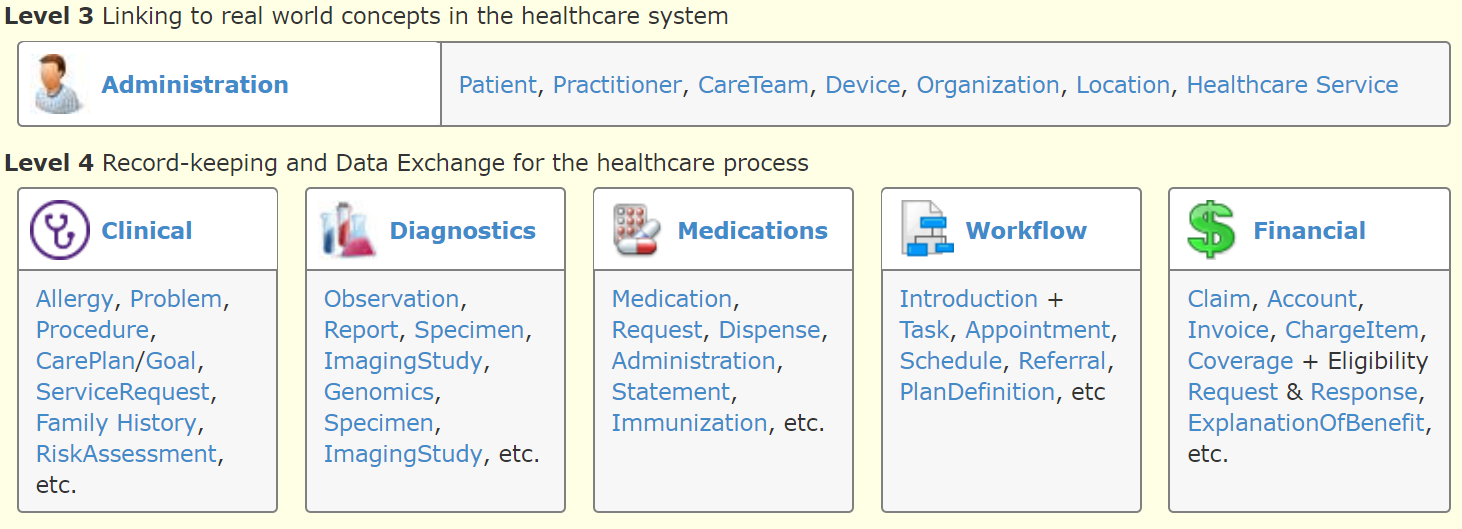 Level 3 Linking to real world concepts in the healthcare system
Administration
Patient, Practitioner, CareTeam, Device, Organization, Location, Healthcare Service
Level 4 Record-keeping and Data Exchange for the healthcare process
Clinical
Allergy, Problem,
Procedure,
CarePlan/Goal,
ServiceRequest,
Family History,
RiskAssessment,
etc.
Diagnostics
Observation,
Report, Specimen,
ImagingStudy,
Genomics,
Specimen,
ImagingStudy, etc.
Medications
Medication,
Request, Dispense,
Administration,
Statement,
Immunization, etc.
Workflow
Introduction +
Task, Appointment,
Schedule, Referral,
PlanDefinition, etc
Financial
Claim, Account,
Invoice, ChargeItem,
Coverage + Eligibility
Request & Response,
ExplanationOfBenefit,
etc.